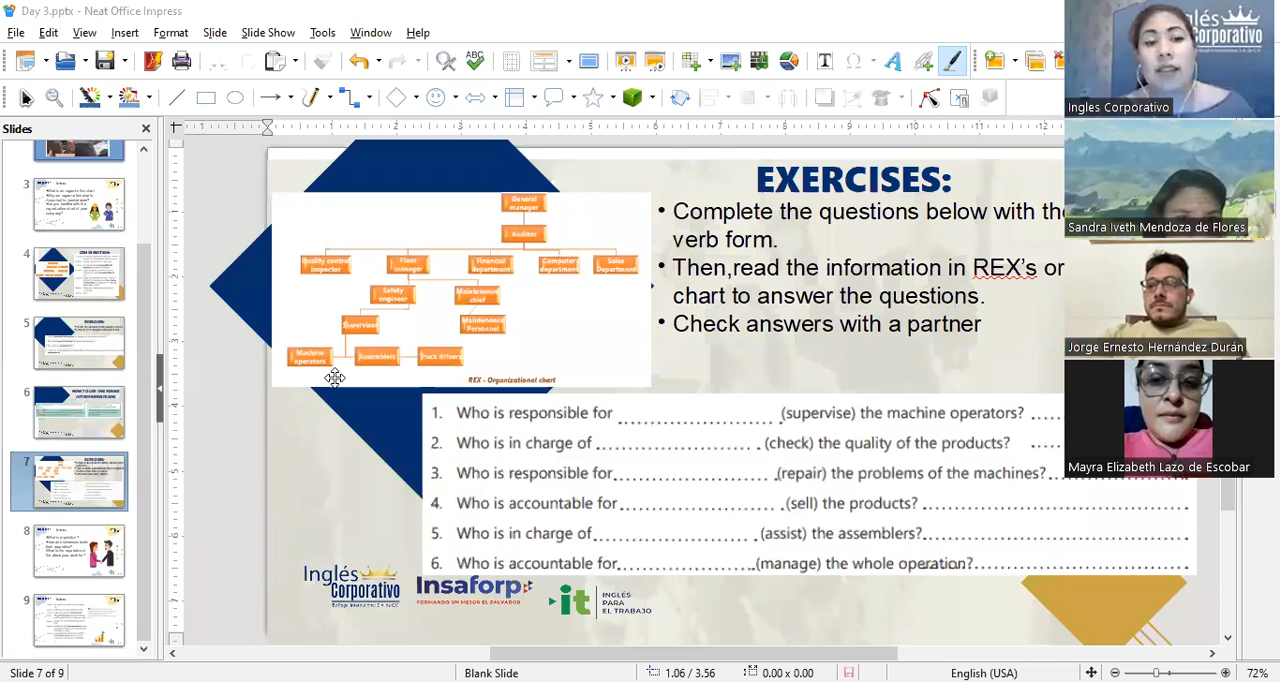 Day 3.pptx - Neat Office Impress
File Edit View Insert Format Slide Slide Show Tools Window Help
Slides
3
4
5
6
7
8
9
EXERCISES:
• Complete the questions below with the
verb form.
• Then,read the information in REX's or
chart to answer the questions.
• Check answers with a partner
General
manager
Auditor
Quality control
inspector
Floor
manager
Financial
department
Computer
department
Sales
Department
Safety
engineer
Maintenance
chief
Supervisor
Maintenance
Personnel
Machine
operators
Assemblers
Truck drivers
REX - Organizational chart
1. Who is responsible for (supervise) the machine operators?
2. Who is in charge of (check) the quality of the products?
3. Who is responsible for (repair) the problems of the machines?
4. Who is accountable for (sell) the products?
5. Who is in charge of (assist) the assemblers?
6. Who is accountable for (manage) the whole operation?
Inglés
Corporativo
Insaforp
FORMANDO UN MEJOR EL SALVADOR
it
INGLÉS
PARA
EL TRABAJO
Inglés
Corporativo
Ingles Corporativo
Sandra Iveth Mendoza de Flores
Jorge Ernesto Hernández Durán
Mayra Elizabeth Lazo de Escobar
Slide 7 of 9
Blank Slide
1.06 / 3.56
0.00 x 0.00
English (USA)
72%